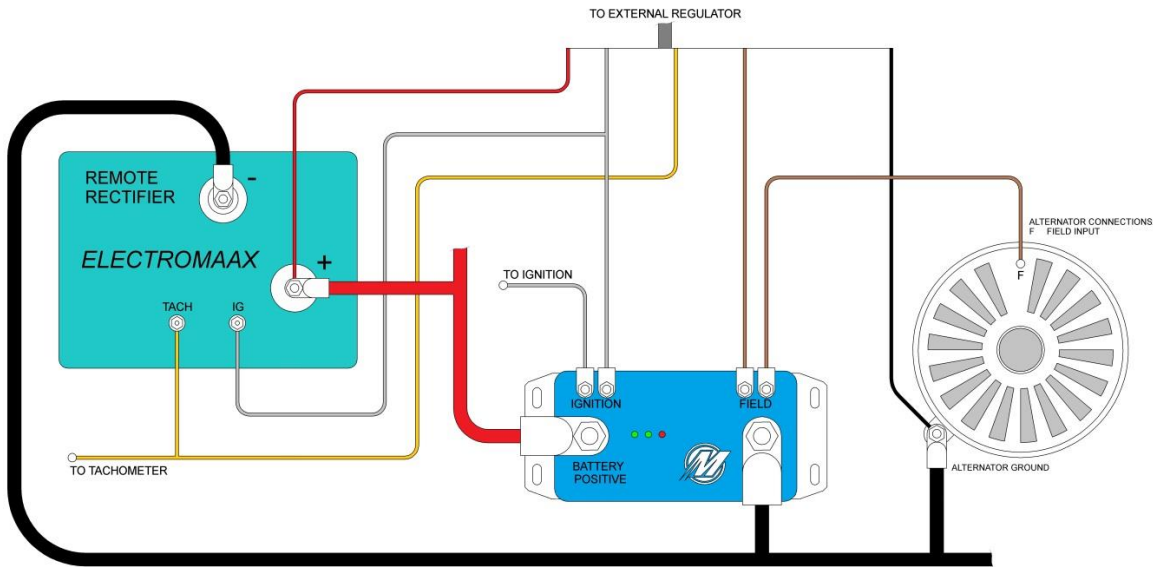 TO EXTERNAL REGULATOR
REMOTE
RECTIFIER
-
ELECTROMAAX
+
TACH
IG
TO IGNITION
TO TACHOMETER
IGNITION
FIELD
BATTERY
POSITIVE
M
ALTERNATOR CONNECTIONS
F FIELD INPUT
F
ALTERNATOR GROUND